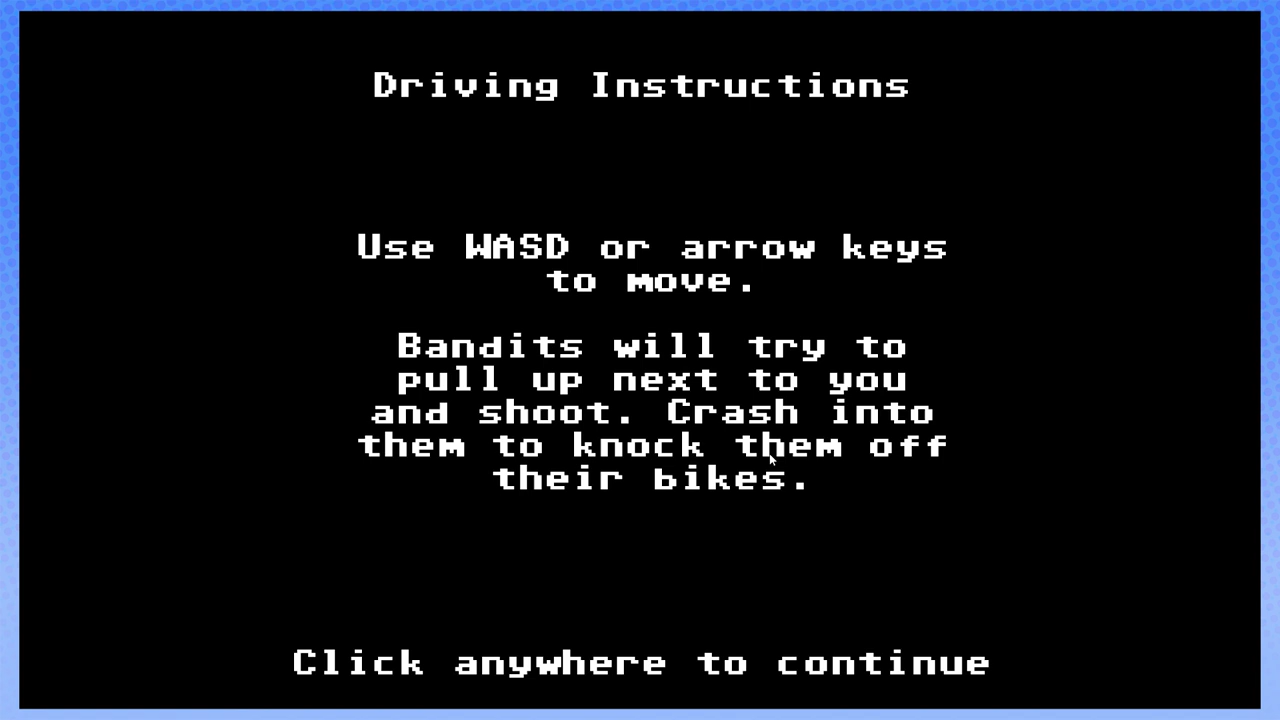 Driving Instructions
Use WASD or arrow keys
to move.
Bandits will try to
pull up next to you
and shoot. Crash into
them to knock them off
their bikes.
Click anywhere to continue